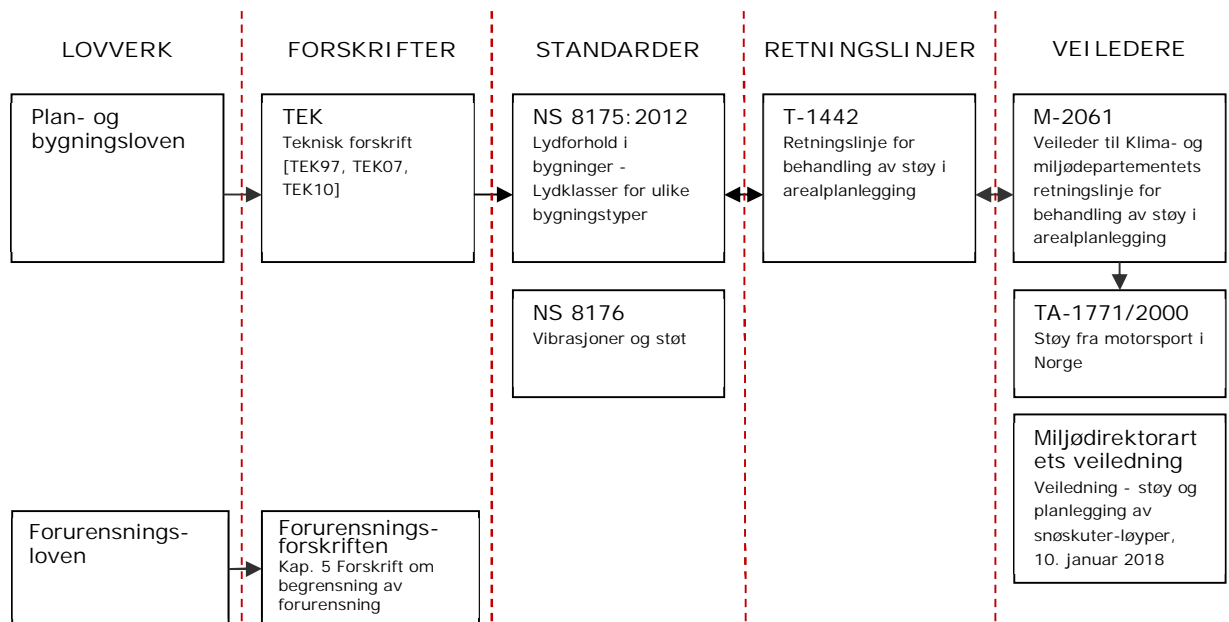 LOVVERK
FORSKRIFTER
STANDARDER
RETNINGSLINJER
VEILEDERE
Plan- og
bygningsloven
TEK
Teknisk forskrift
[TEK97, TEK07,
TEK10]
NS 8175:2012
Lydforhold i
bygninger -
Lydklasser for ulike
bygningstyper
T-1442
Retningslinje for
behandling av støy i
arealplanlegging
M-2061
Veileder til Klima- og
miljødepartementets
retningslinje for
behandling av støy i
arealplanlegging
NS 8176
Vibrasjoner og støt
TA-1771/2000
Støy fra motorsport i
Norge
Miljødirektorart
ets veiledning
Veiledning - støy og
planlegging av
snøskuter-løyper,
10. januar 2018
Forurensnings-
loven
Forurensnings-
forskriften
Kap. 5 Forskrift om
begrensning av
forurensning